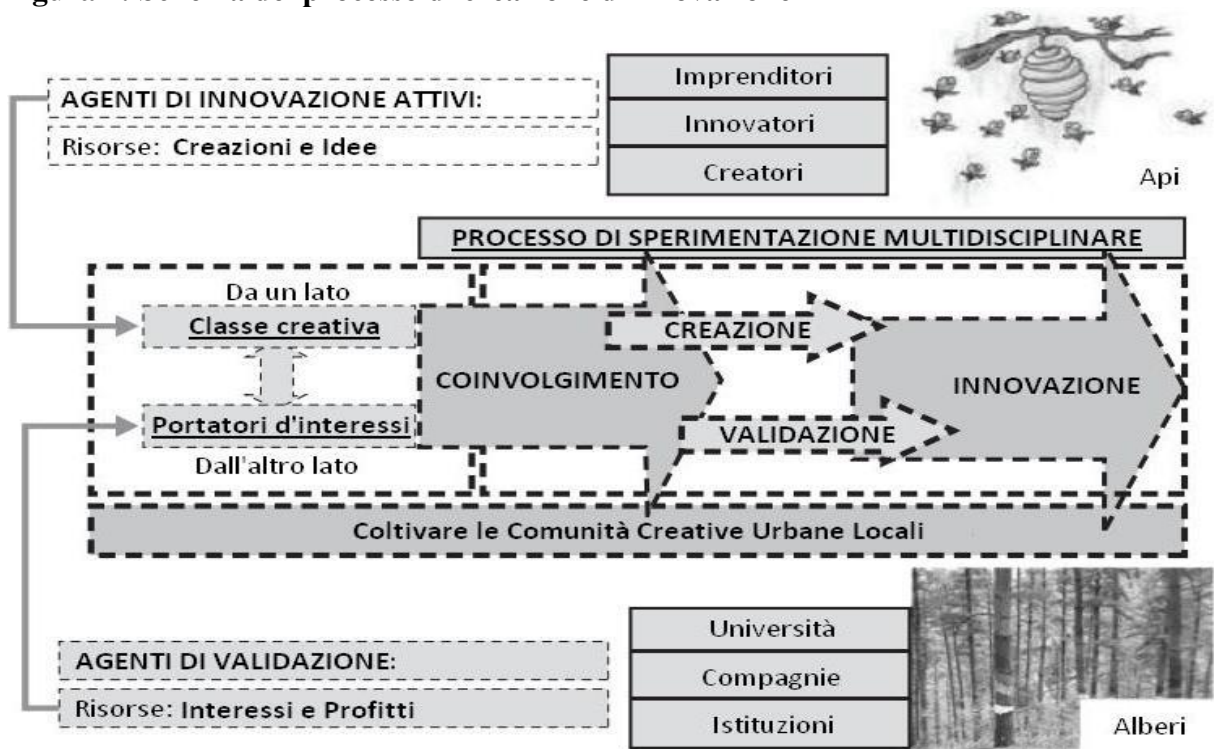 AGENTI DI INNOVAZIONE ATTIVI:
Risorse: Creazioni e Idee
Imprenditori
Innovatori
Creatori
Api
PROCESSO DI SPERIMENTAZIONE MULTIDISCIPLINARE
Da un lato
Classe creativa
Portatori d'interessi
Dall'altro lato
COINVOLGIMENTO
CREAZIONE
VALIDAZIONE
INNOVAZIONE
Coltivare le Comunità Creative Urbane Locali
AGENTI DI VALIDAZIONE:
Risorse: Interessi e Profitti
Università
Compagnie
Istituzioni
Alberi